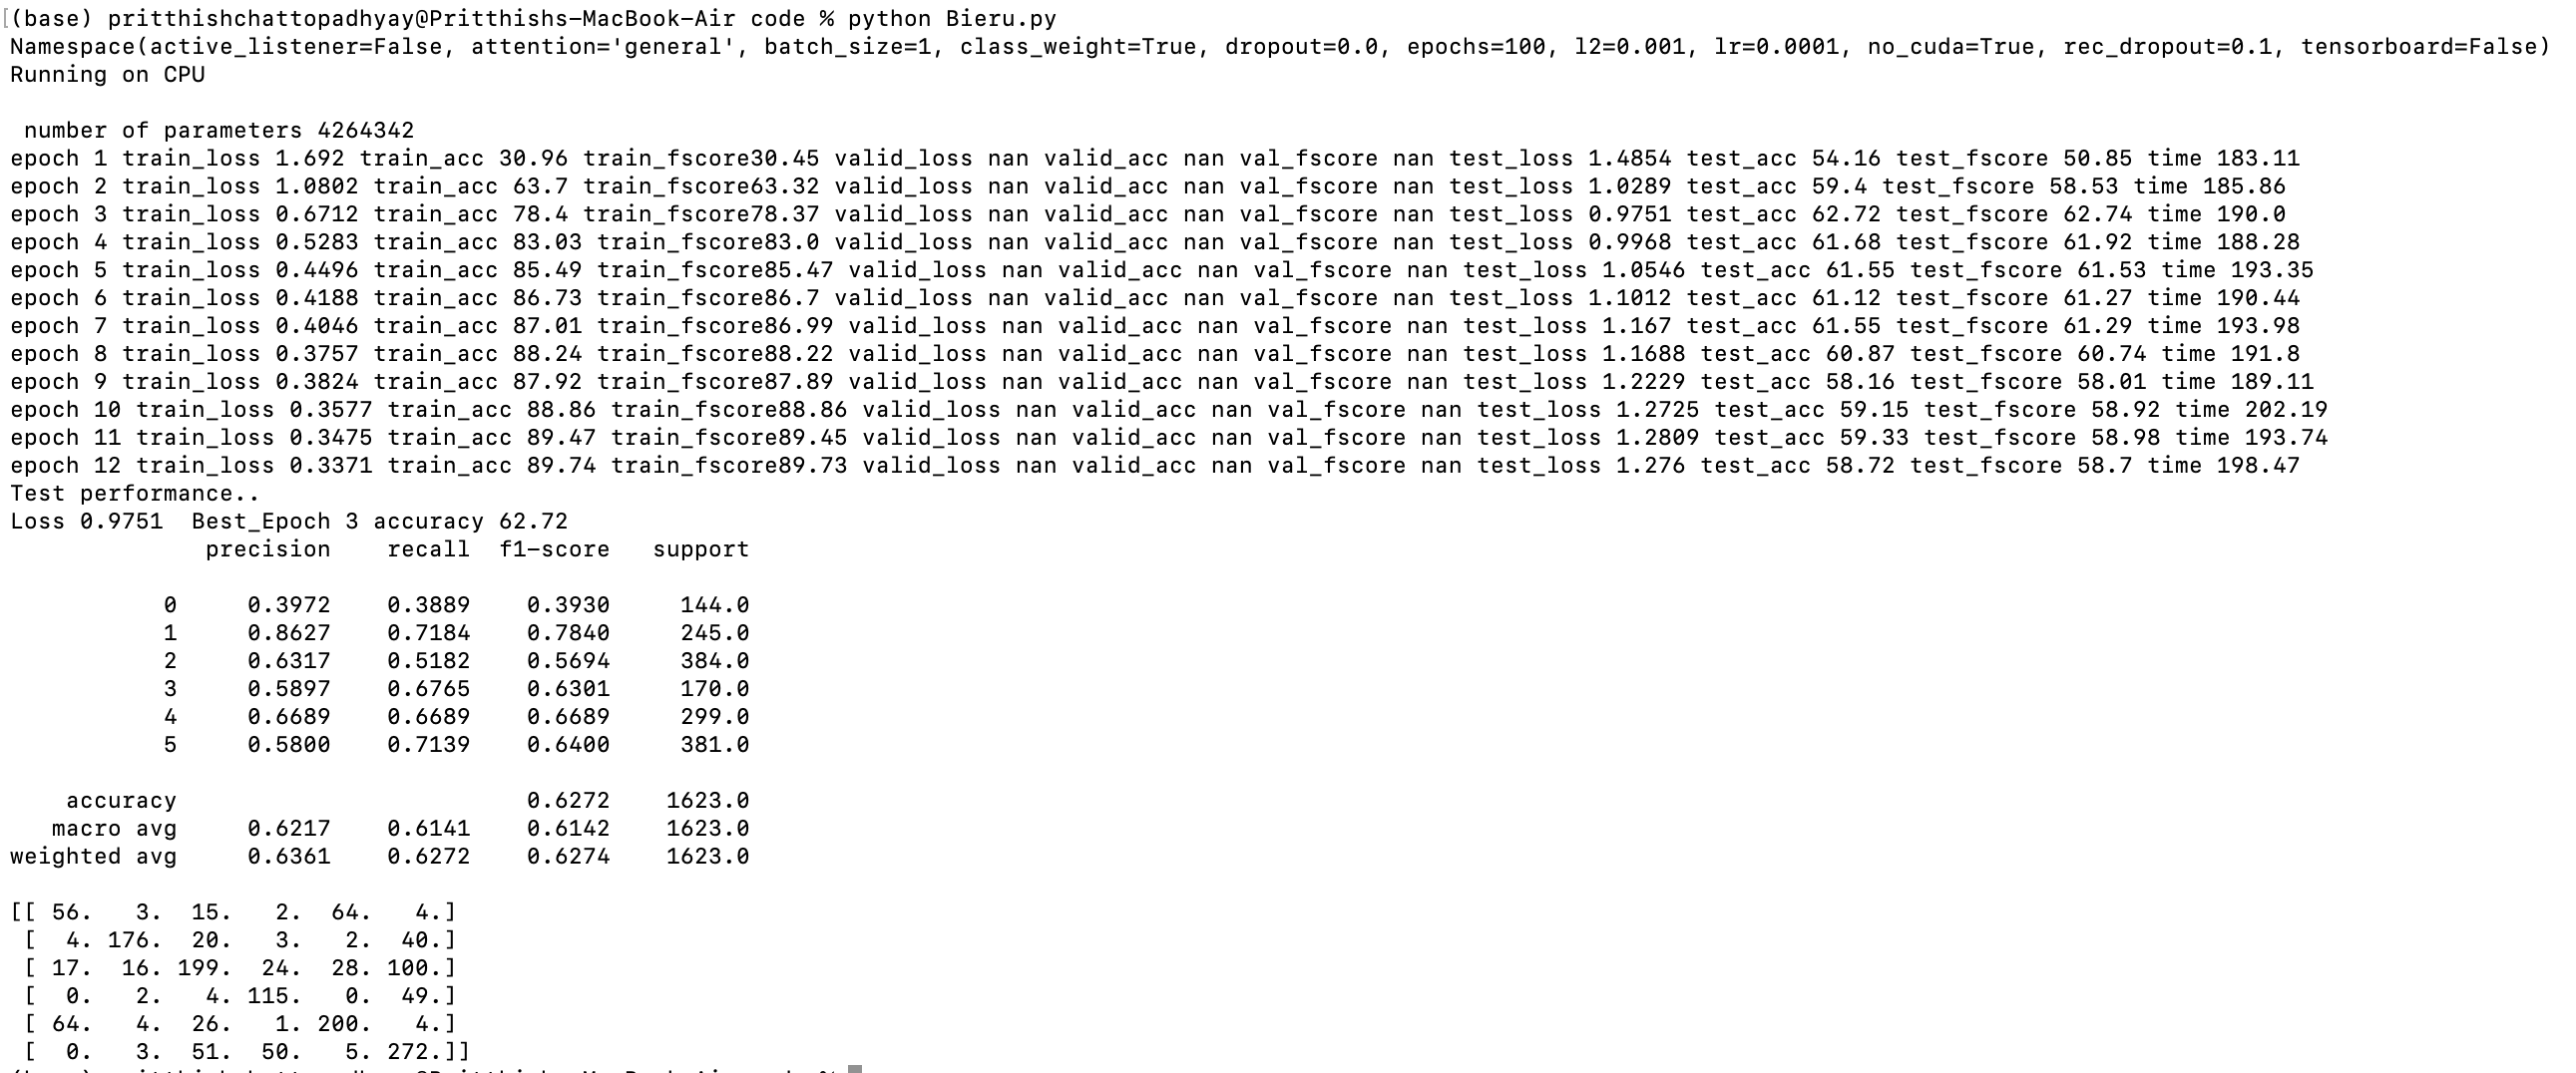 (base) pritthishchattopadhyay@Pritthishs-MacBook-Air code % python Bieru.py
Namespace(active_listener=False, attention='general', batch_size=1, class_weight=True, dropout=0.0, epochs=100, l2=0.001, lr=0.0001, no_cuda=True, rec_dropout=0.1, tensorboard=False)
Running on CPU
number of parameters 4264342
epoch 1 train_loss 1.692 train_acc 30.96 train_fscore30.45 valid_loss nan valid_acc nan val_fscore nan test_loss 1.4854 test_acc 54.16 test_fscore 50.85 time 183.11
epoch 2 train_loss 1.0802 train_acc 63.7 train_fscore63.32 valid_loss nan valid_acc nan val_fscore nan test_loss 1.0289 test_acc 59.4 test_fscore 58.53 time 185.86
epoch 3 train_loss 0.6712 train_acc 78.4 train_fscore78.37 valid_loss nan valid_acc nan val_fscore nan test_loss 0.9751 test_acc 62.72 test_fscore 62.74 time 190.0
epoch 4 train_loss 0.5283 train_acc 83.03 train_fscore83.0 valid_loss nan valid_acc nan val_fscore nan test_loss 0.9968 test_acc 61.68 test_fscore 61.92 time 188.28
epoch 5 train_loss 0.4496 train_acc 85.49 train_fscore85.47 valid_loss nan valid_acc nan val_fscore nan test_loss 1.0546 test_acc 61.55 test_fscore 61.53 time 193.35
epoch 6 train_loss 0.4188 train_acc 86.73 train_fscore86.7 valid_loss nan valid_acc nan val_fscore nan test_loss 1.1012 test_acc 61.12 test_fscore 61.27 time 190.44
epoch 7 train_loss 0.4046 train_acc 87.01 train_fscore86.99 valid_loss nan valid_acc nan val_fscore nan test_loss 1.167 test_acc 61.55 test_fscore 61.29 time 193.98
epoch 8 train_loss 0.3757 train_acc 88.24 train_fscore88.22 valid_loss nan valid_acc nan val_fscore nan test_loss 1.1688 test_acc 60.87 test_fscore 60.74 time 191.8
epoch 9 train_loss 0.3824 train_acc 87.92 train_fscore87.89 valid_loss nan valid_acc nan val_fscore nan test_loss 1.2229 test_acc 58.16 test_fscore 58.01 time 189.11
epoch 10 train_loss 0.3577 train_acc 88.86 train_fscore88.86 valid_loss nan valid_acc nan val_fscore nan test_loss 1.2725 test_acc 59.15 test_fscore 58.92 time 202.19
epoch 11 train_loss 0.3475 train_acc 89.47 train_fscore89.45 valid_loss nan valid_acc nan val_fscore nan test_loss 1.2809 test_acc 59.33 test_fscore 58.98 time 193.74
epoch 12 train_loss 0.3371 train_acc 89.74 train_fscore89.73 valid_loss nan valid_acc nan val_fscore nan test_loss 1.276 test_acc 58.72 test_fscore 58.7 time 198.47
Test performance..
Loss 0.9751  Best_Epoch 3 accuracy 62.72
precision    recall  f1-score   support
0     0.3972    0.3889    0.3930     144.0
1     0.8627    0.7184    0.7840     245.0
2     0.6317    0.5182    0.5694     384.0
3     0.5897    0.6765    0.6301     170.0
4     0.6689    0.6689    0.6689     299.0
5     0.5800    0.7139    0.6400     381.0
accuracy                         0.6272    1623.0
macro avg     0.6217    0.6141    0.6142    1623.0
weighted avg     0.6361    0.6272    0.6274    1623.0
[[ 56.   3.  15.   2.  64.   4.]
[  4. 176.  20.   3.   2.  40.]
[ 17.  16. 199.  24.  28. 100.]
[  0.   2.   4. 115.   0.  49.]
[ 64.   4.  26.   1. 200.   4.]
[  0.   3.  51.  50.   5. 272.]]